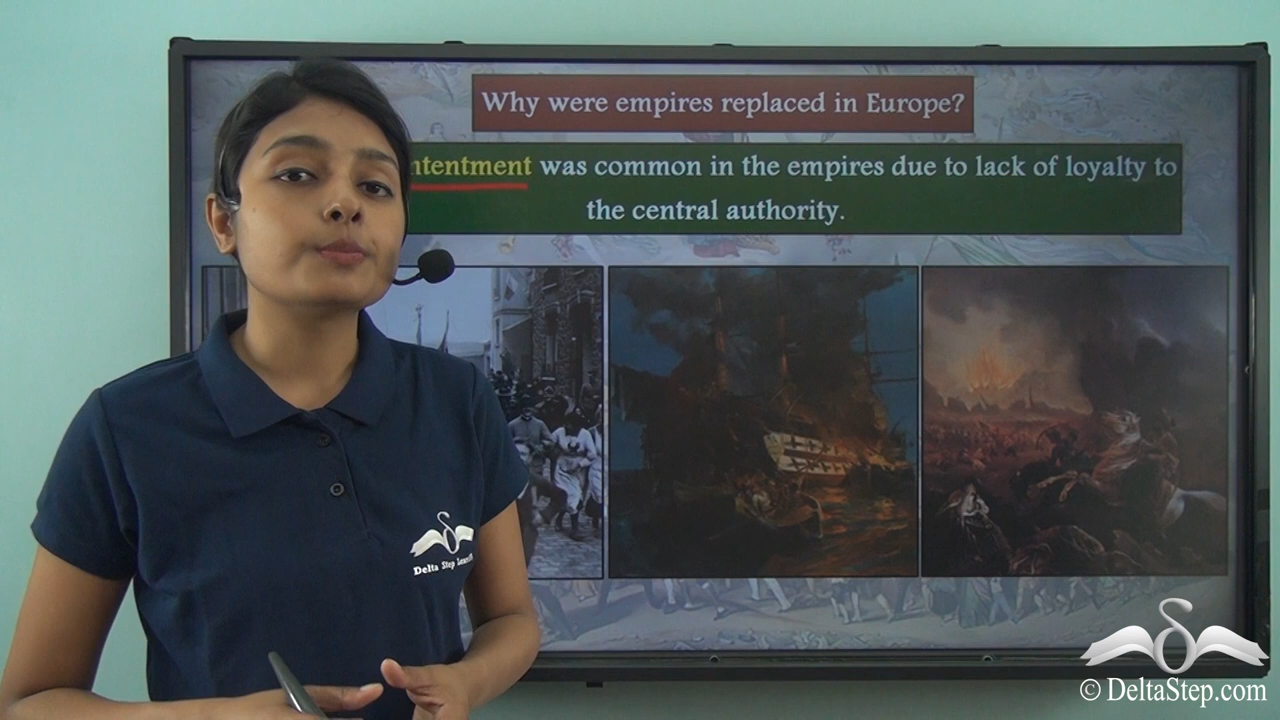 Why were empires replaced in Europe?
ntentment was common in the empires due to lack of loyalty to
the central authority.
Delta Step
© DeltaStep.com